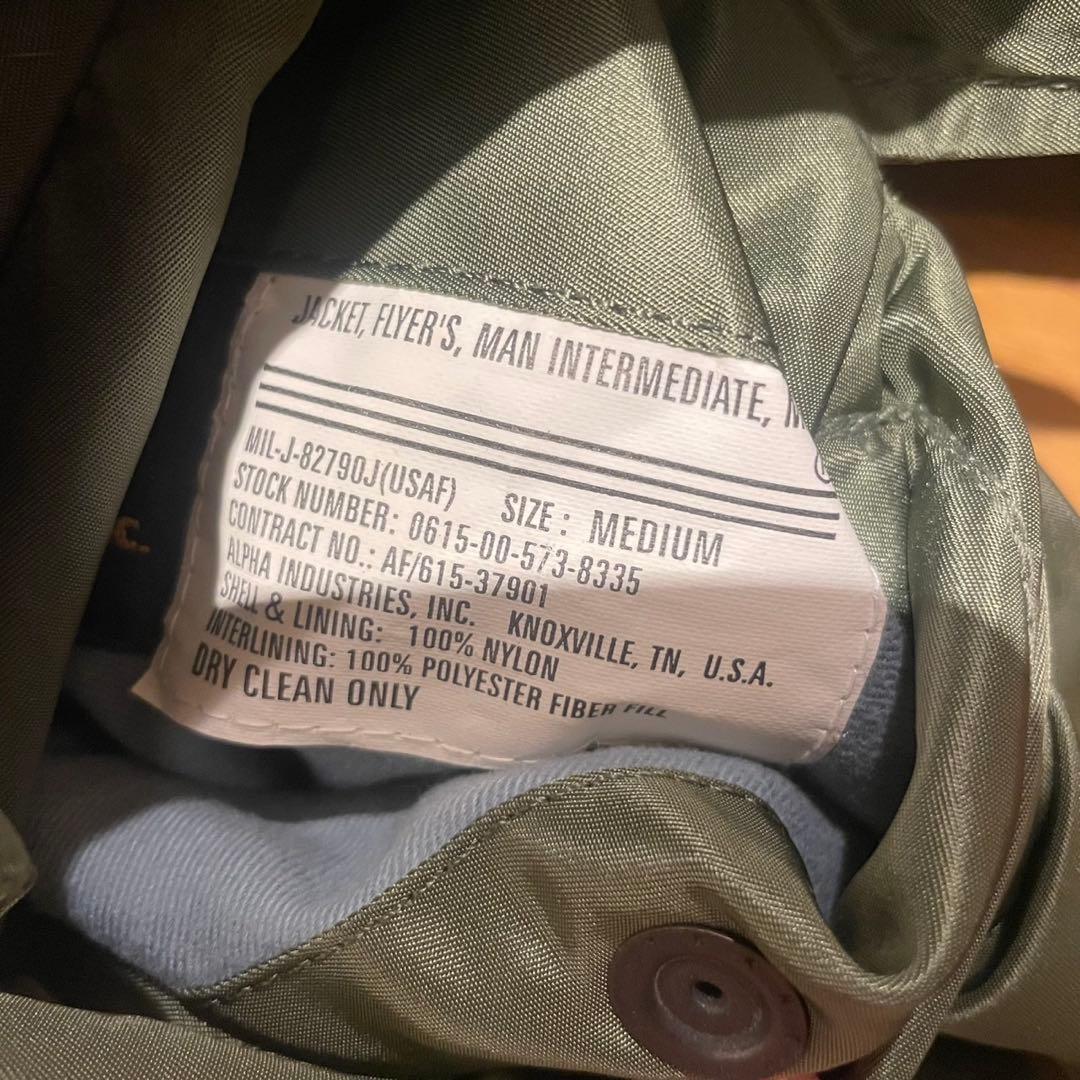 JACKET, FLYER'S, MAN INTERMEDIATE,
MIL-J-82790J(USAF) SIZE: MEDIUM
STOCK NUMBER: 0615-00-573-8335
CONTRACT NO.: AF/615-37901
ALPHA INDUSTRIES, INC. KNOXVILLE, TN, U.S.A.
SHELL & LINING: 100% NYLON
INTERLINING: 100% POLYESTER FIBER FILL
DRY CLEAN ONLY
C.